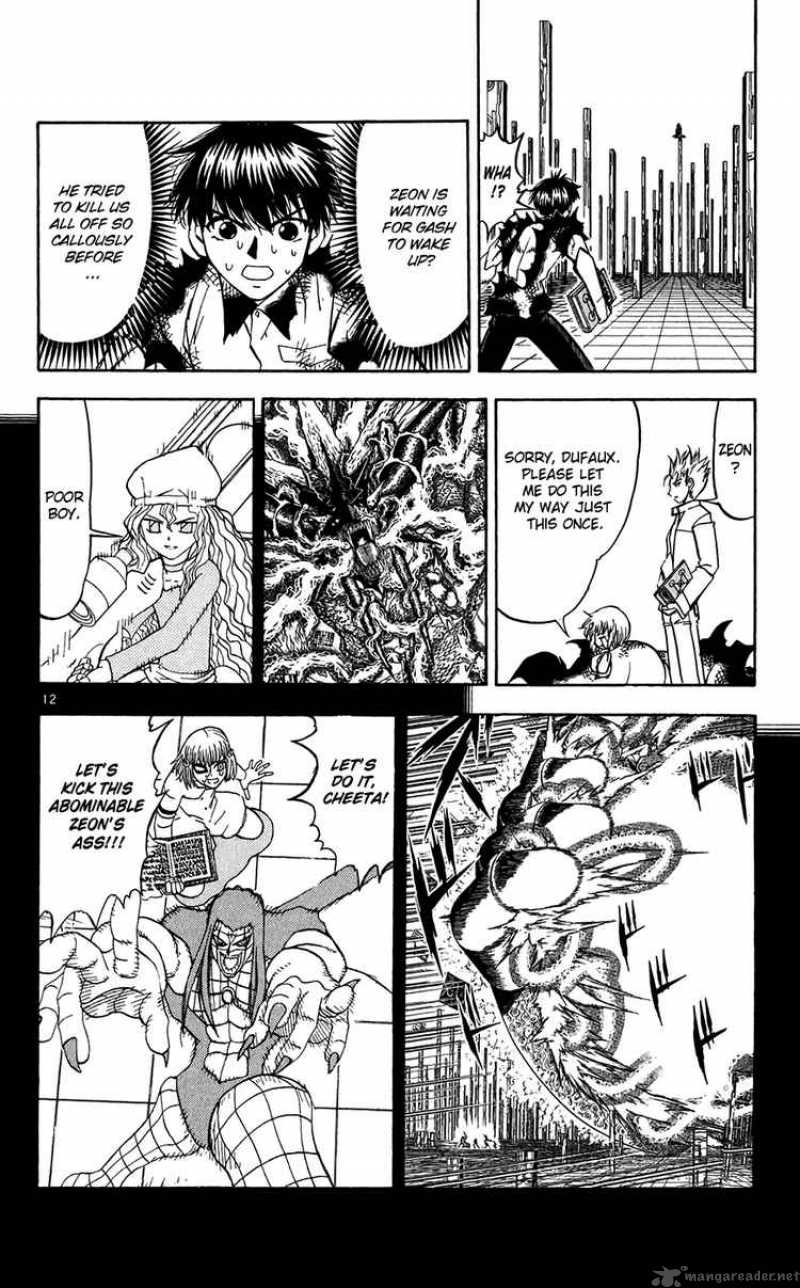 WHA
!?
ZEON IS
WAITING
FOR GASH
TO WAKE
UP?
HE TRIED
TO KILL US
ALL OFF SO
CALLOUSLY
BEFORE
...
ZEON
?
SORRY, DUFAUX.
PLEASE LET
ME DO THIS
MY WAY JUST
THIS ONCE.
POOR
BOY.
12
LET'S
DO IT,
CHEETA!
LET'S
KICK THIS
ABOMINABLE
ZEON'S
ASS!!!
mangareader.net